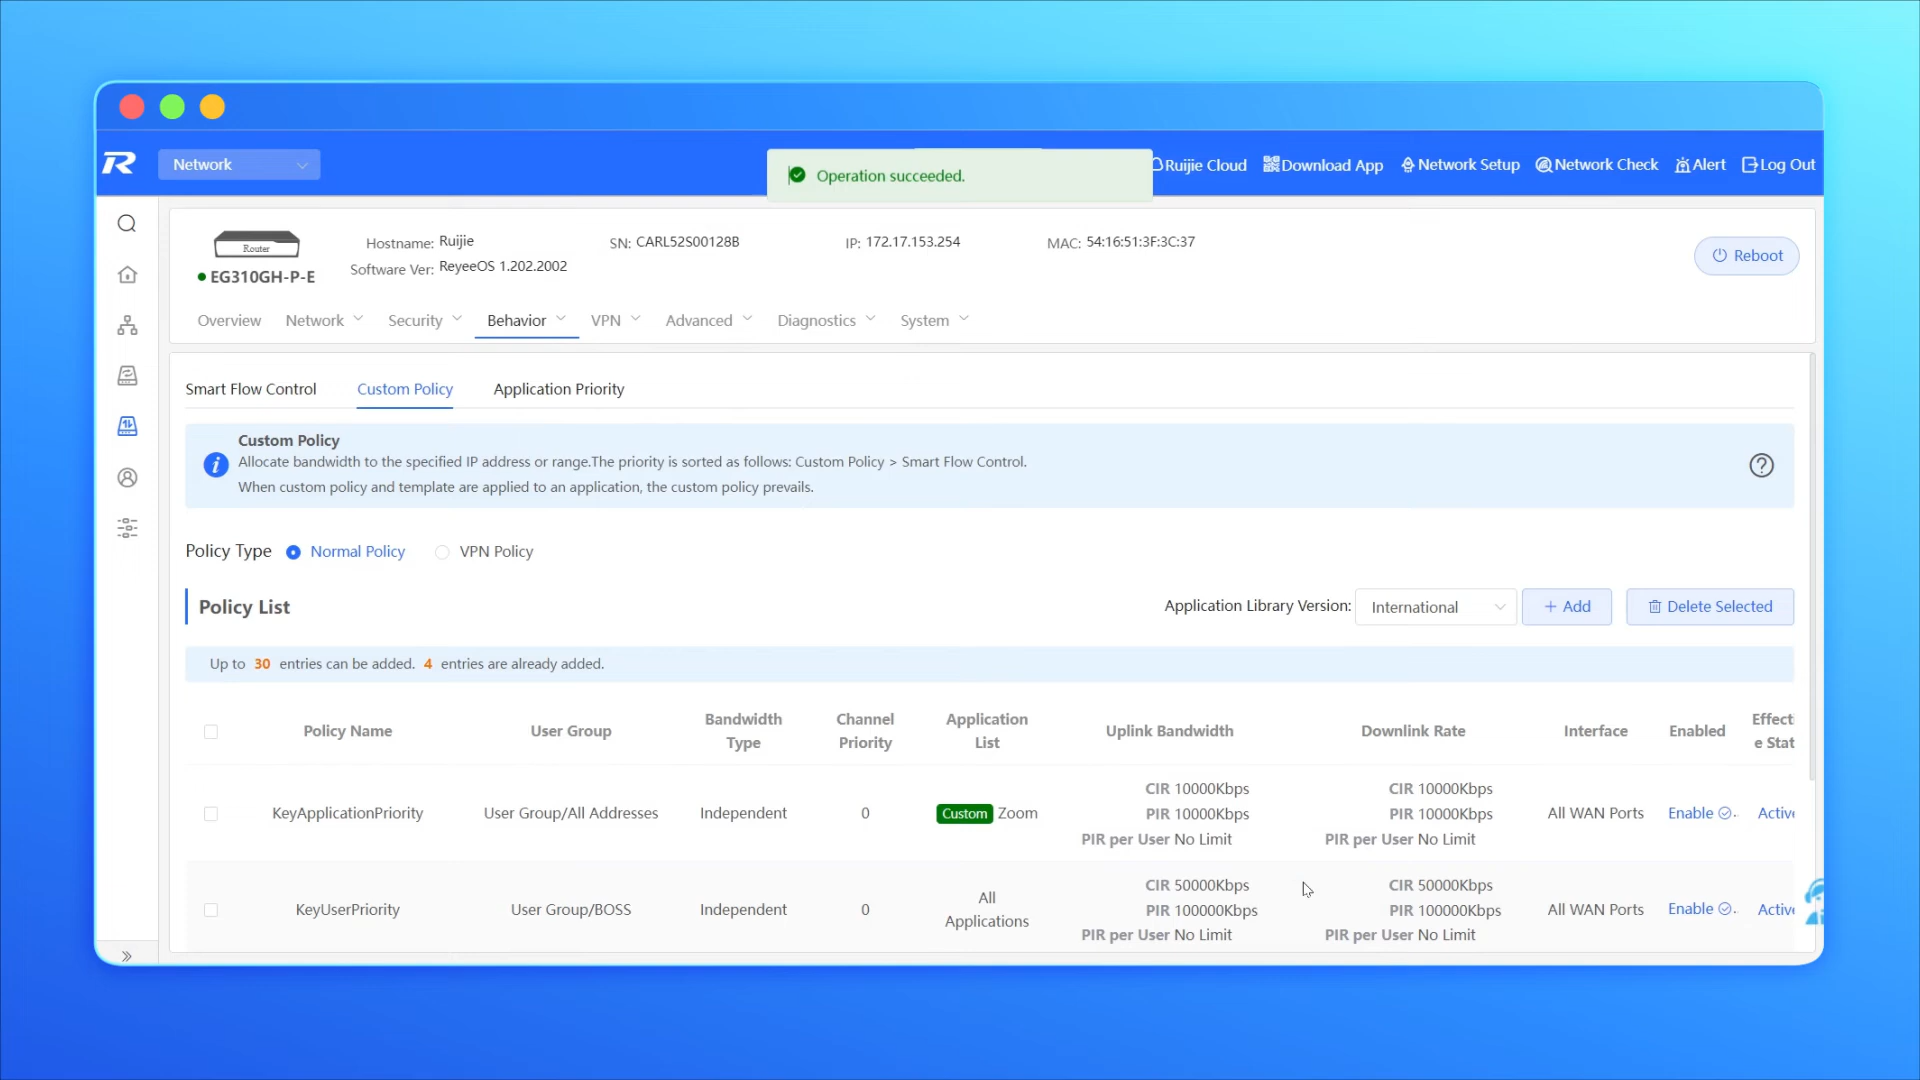 Network
Operation succeeded.
Ruijie Cloud
Download App
Network Setup
Network Check
Alert
Log Out
Router
EG310GH-P-E
Hostname: Ruijie
SN: CARL52S00128B
IP: 172.17.153.254
MAC: 54:16:51:3F:3C:37
Software Ver: ReyeeOS 1.202.2002
Reboot
Overview
Network
Security
Behavior
VPN
Advanced
Diagnostics
System
Smart Flow Control
Custom Policy
Application Priority
Custom Policy
Allocate bandwidth to the specified IP address or range.The priority is sorted as follows: Custom Policy > Smart Flow Control.
When custom policy and template are applied to an application, the custom policy prevails.
Policy Type
Normal Policy
VPN Policy
Policy List
Application Library Version:
International
+ Add
Delete Selected
Up to 30 entries can be added. 4 entries are already added.
Policy Name
User Group
Bandwidth
Type
Channel
Priority
Application
List
Uplink Bandwidth
Downlink Rate
Interface
Enabled
Effecti
e Stat
KeyApplicationPriority
User Group/All Addresses
Independent
0
Custom Zoom
CIR 10000Kbps
PIR 10000Kbps
PIR per User No Limit
CIR 10000Kbps
PIR 10000Kbps
PIR per User No Limit
All WAN Ports
Enable
Active
KeyUserPriority
User Group/BOSS
Independent
0
All
Applications
CIR 50000Kbps
PIR 100000Kbps
PIR per User No Limit
CIR 50000Kbps
PIR 100000Kbps
PIR per User No Limit
All WAN Ports
Enable
Active